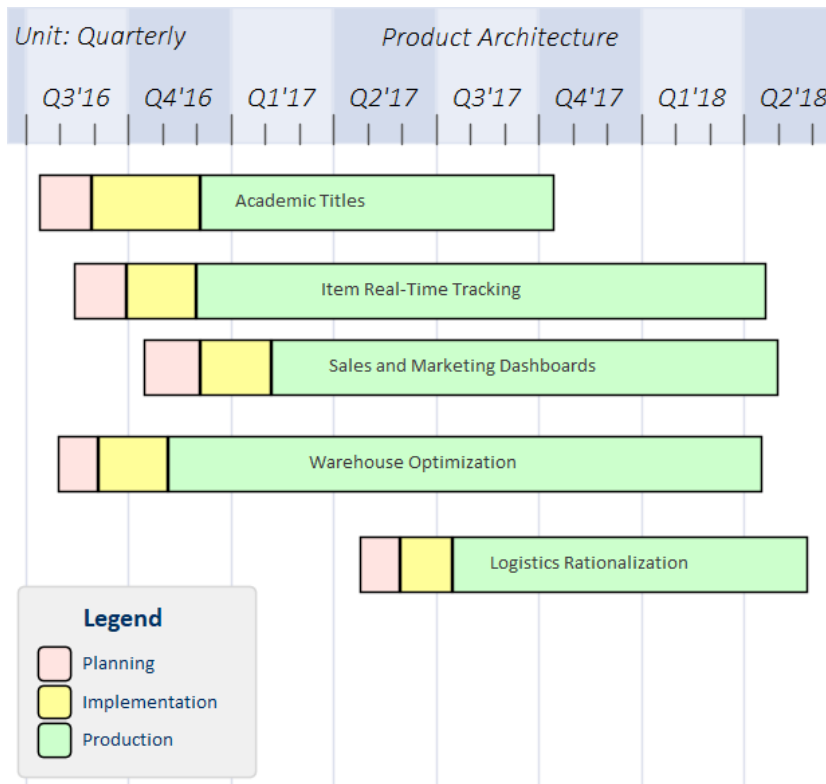 Unit: Quarterly
Product Architecture
Q3'16 Q4'16 Q1'17 Q2'17 Q3'17 Q4'17 Q1'18 Q2'18
Academic Titles
Item Real-Time Tracking
Sales and Marketing Dashboards
Warehouse Optimization
Logistics Rationalization
Legend
Planning
Implementation
Production